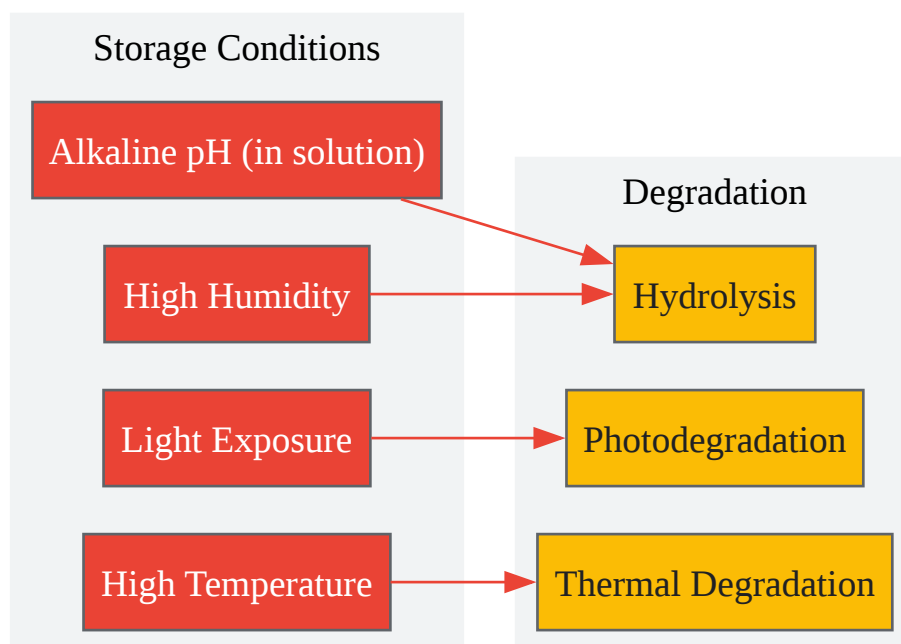 Storage Conditions
Alkaline pH (in solution)
High Humidity
Light Exposure
High Temperature
Degradation
Hydrolysis
Photodegradation
Thermal Degradation